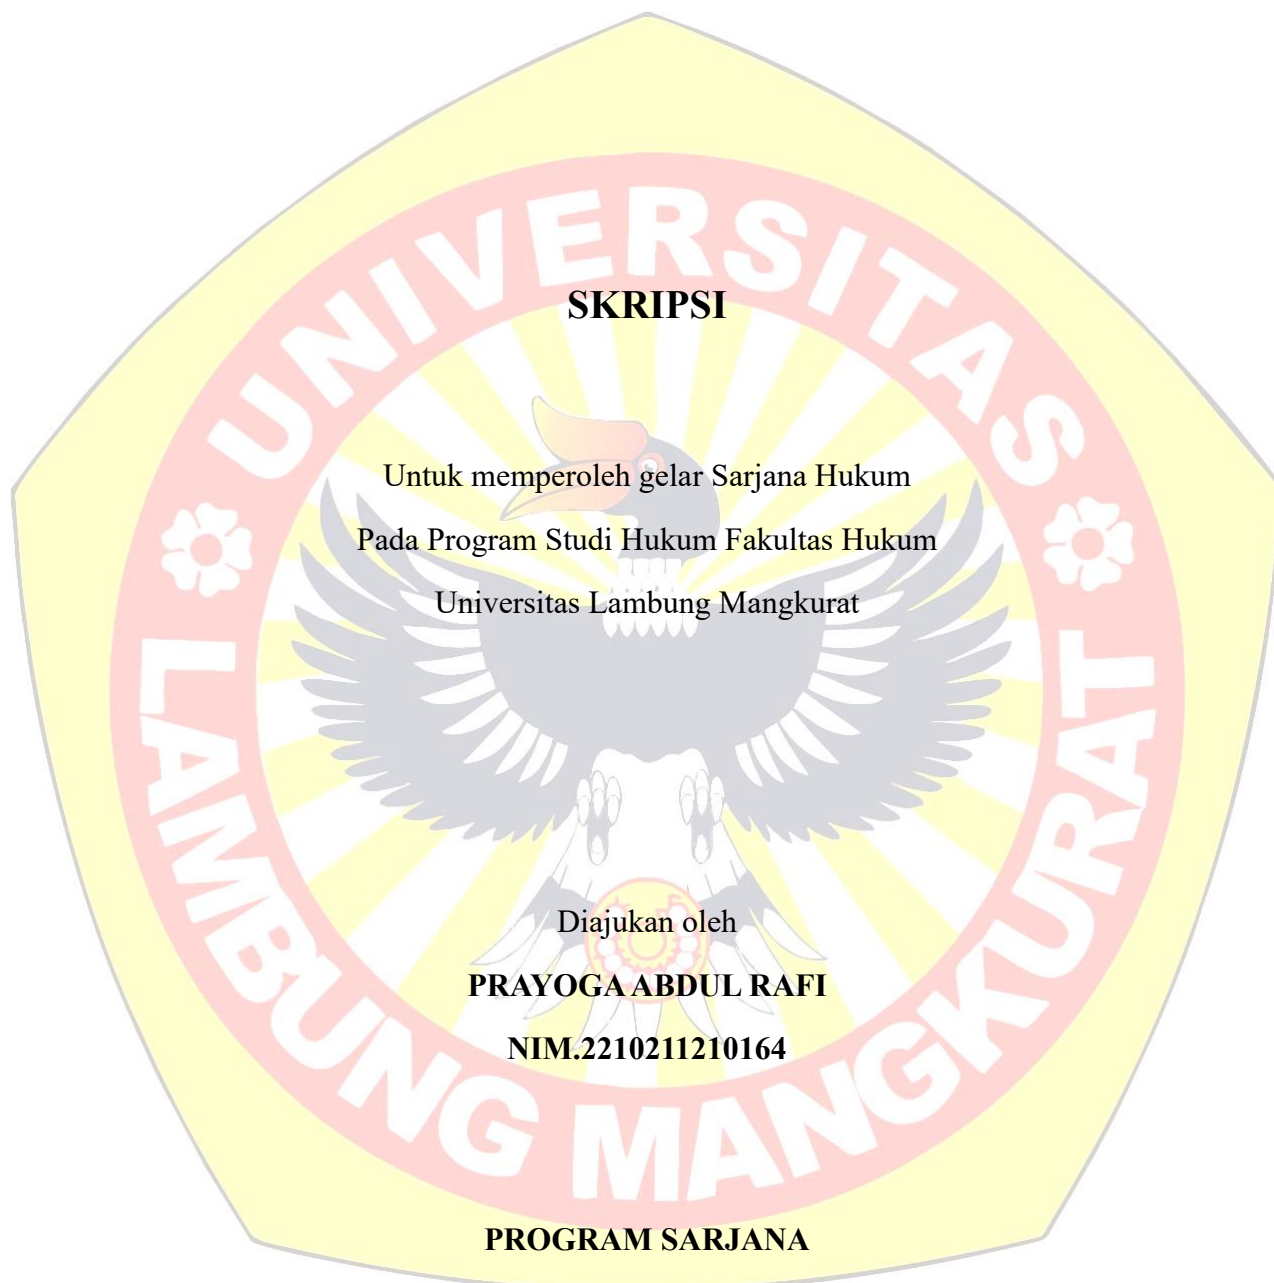 UNIVERSITAS
SKRIPSI
Untuk memperoleh gelar Sarjana Hukum
Pada Program Studi Hukum Fakultas Hukum
Universitas Lambung Mangkurat
Diajukan oleh
PRAYOGA ABDUL RAFI
NIM.2210211210164
LAMBUNG MANGKURAT
PROGRAM SARJANA